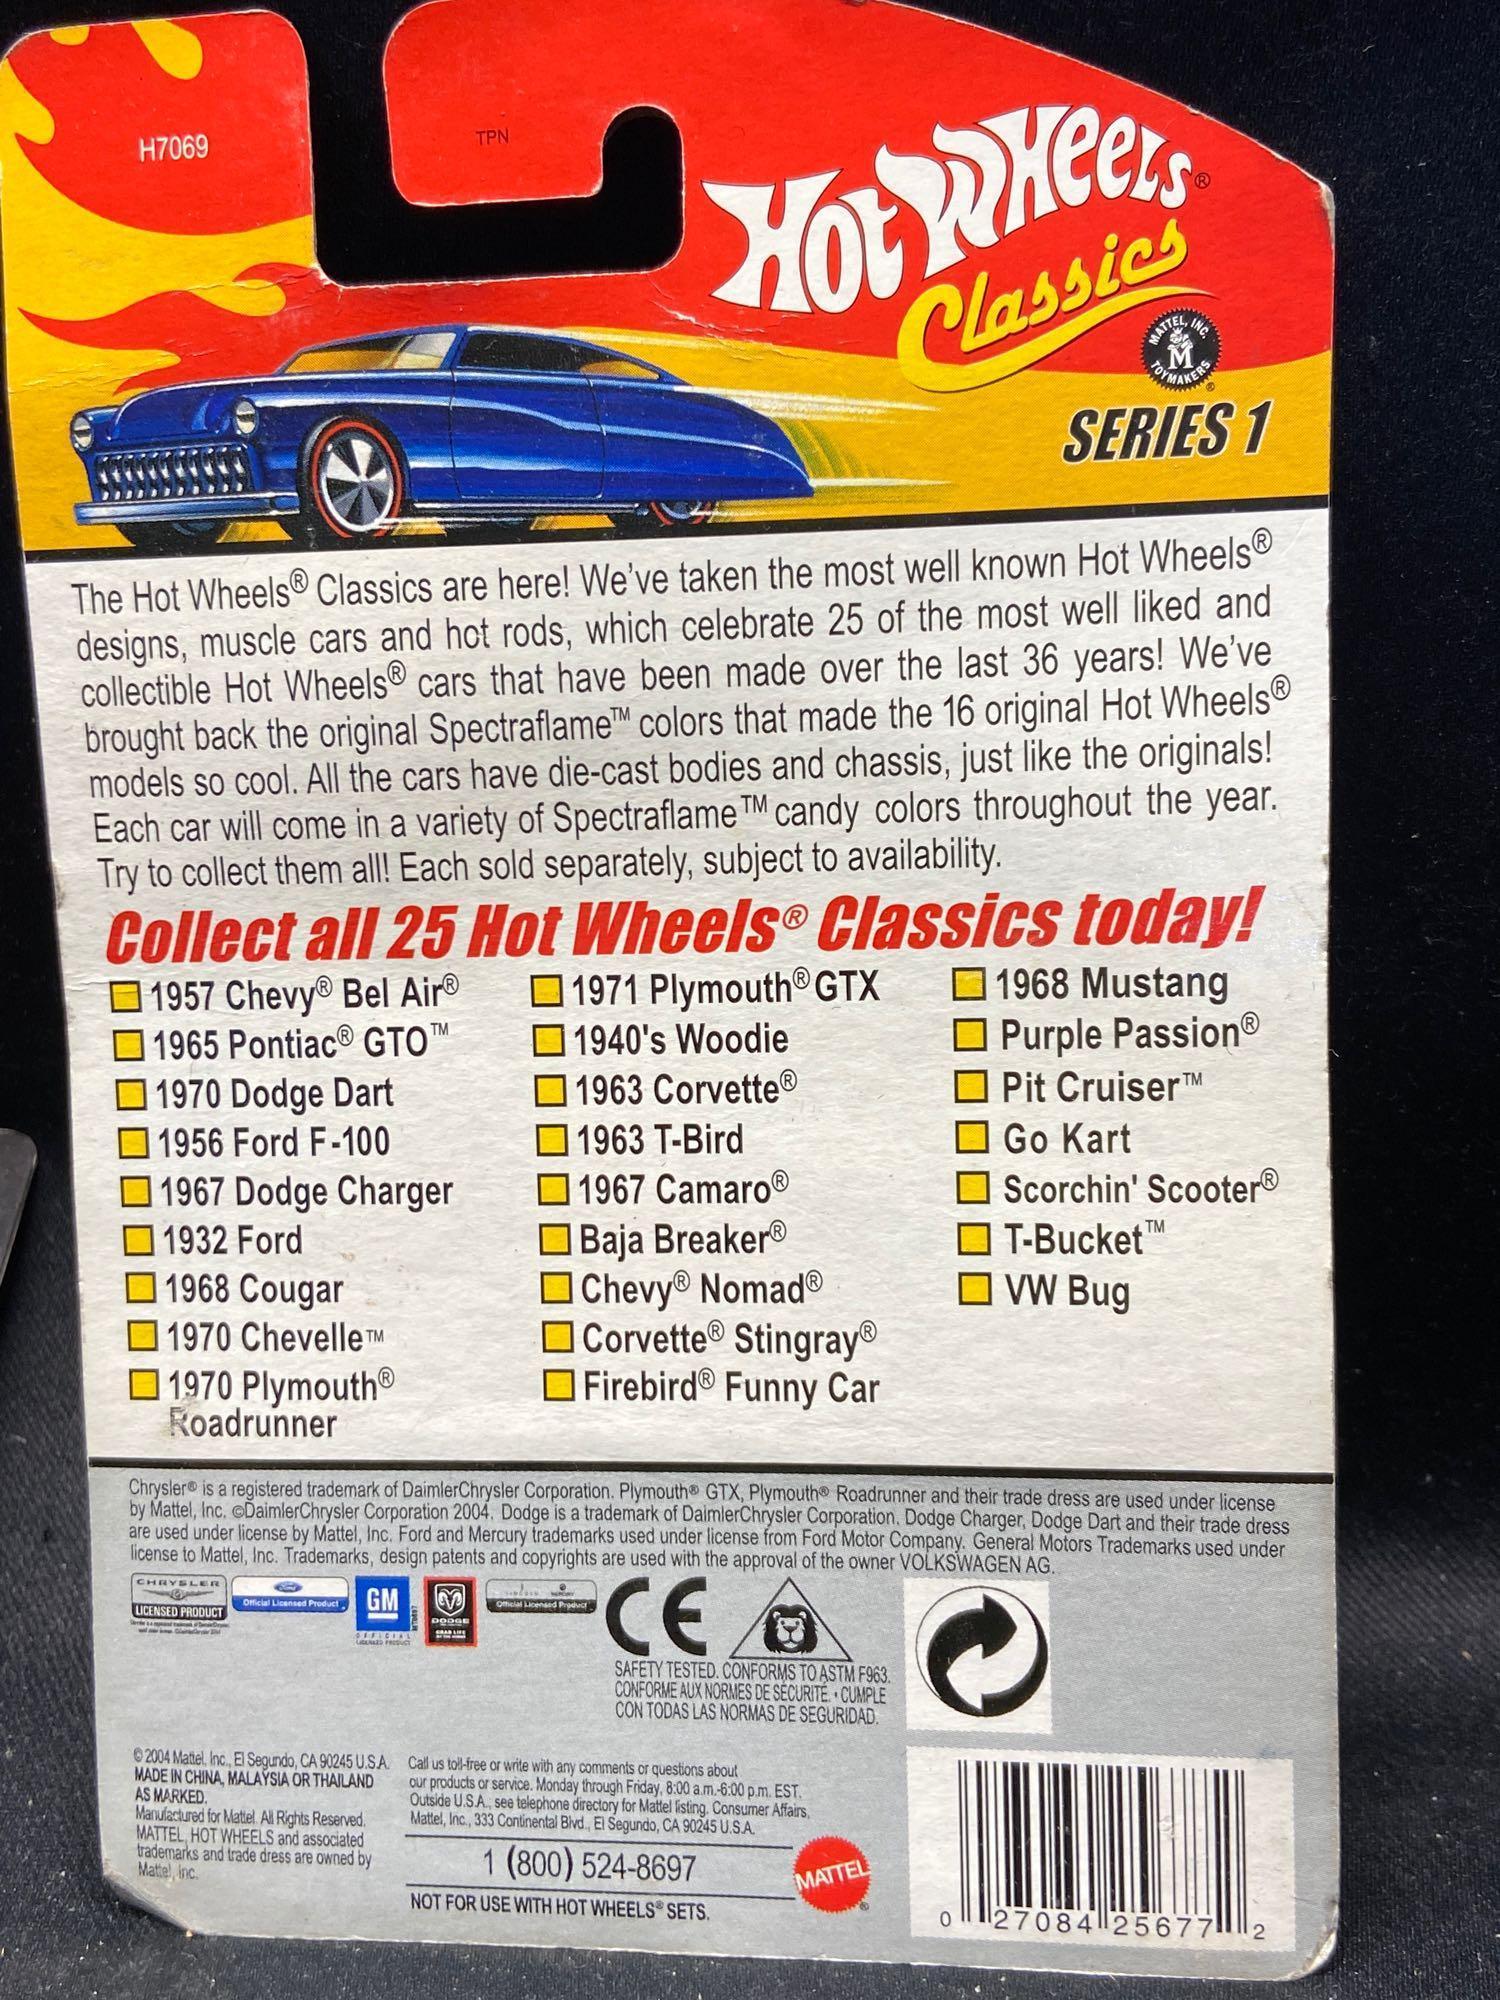 H7069
TPN
Hot Wheels®
Classics
MATTEL, INC.
M
TOYMAKERS
®
SERIES 1
The Hot Wheels® Classics are here! We've taken the most well known Hot Wheels®
designs, muscle cars and hot rods, which celebrate 25 of the most well liked and
collectible Hot Wheels® cars that have been made over the last 36 years! We've
brought back the original Spectraflame™ colors that made the 16 original Hot Wheels®
models so cool. All the cars have die-cast bodies and chassis, just like the originals!
Each car will come in a variety of Spectraflame™ candy colors throughout the year.
Try to collect them all! Each sold separately, subject to availability.
Collect all 25 Hot Wheels® Classics today!
1957 Chevy® Bel Air®
1965 Pontiac® GTO™
1970 Dodge Dart
1956 Ford F-100
1967 Dodge Charger
1932 Ford
1968 Cougar
1970 Chevelle™
1970 Plymouth®
Roadrunner
1971 Plymouth® GTX
1940's Woodie
1963 Corvette®
1963 T-Bird
1967 Camaro®
Baja Breaker®
Chevy® Nomad®
Corvette® Stingray®
Firebird® Funny Car
1968 Mustang
Purple Passion®
Pit Cruiser™
Go Kart
Scorchin' Scooter®
T-Bucket™
VW Bug
Chrysler® is a registered trademark of DaimlerChrysler Corporation. Plymouth® GTX, Plymouth® Roadrunner and their trade dress are used under license
by Mattel, Inc. ©DaimlerChrysler Corporation 2004. Dodge is a trademark of DaimlerChrysler Corporation. Dodge Charger, Dodge Dart and their trade dress
are used under license by Mattel, Inc. Ford and Mercury trademarks used under license from Ford Motor Company. General Motors Trademarks used under
license to Mattel, Inc. Trademarks, design patents and copyrights are used with the approval of the owner VOLKSWAGEN AG.
CHRYSLER
LICENSED PRODUCT
Ford
Official Licensed Product
GM
OFFICIAL
LICENSED PRODUCT
DODGE
GRAB LIFE
BY THE HORNS
LINCOLN MERCURY
Official Licensed Product
CE
SAFETY TESTED. CONFORMS TO ASTM F963.
CONFORME AUX NORMES DE SÉCURITÉ. • CUMPLE
CON TODAS LAS NORMAS DE SEGURIDAD.
© 2004 Mattel, Inc., El Segundo, CA 90245 U.S.A.
MADE IN CHINA, MALAYSIA OR THAILAND
AS MARKED.
Manufactured for Mattel. All Rights Reserved.
MATTEL, HOT WHEELS and associated
trademarks and trade dress are owned by
Mattel, Inc.
Call us toll-free or write with any comments or questions about
our products or service. Monday through Friday, 8:00 a.m.-6:00 p.m. EST.
Outside U.S.A., see telephone directory for Mattel listing. Consumer Affairs,
Mattel, Inc., 333 Continental Blvd., El Segundo, CA 90245 U.S.A.
1 (800) 524-8697
NOT FOR USE WITH HOT WHEELS® SETS.
MATTEL®
0 27084 25677 2